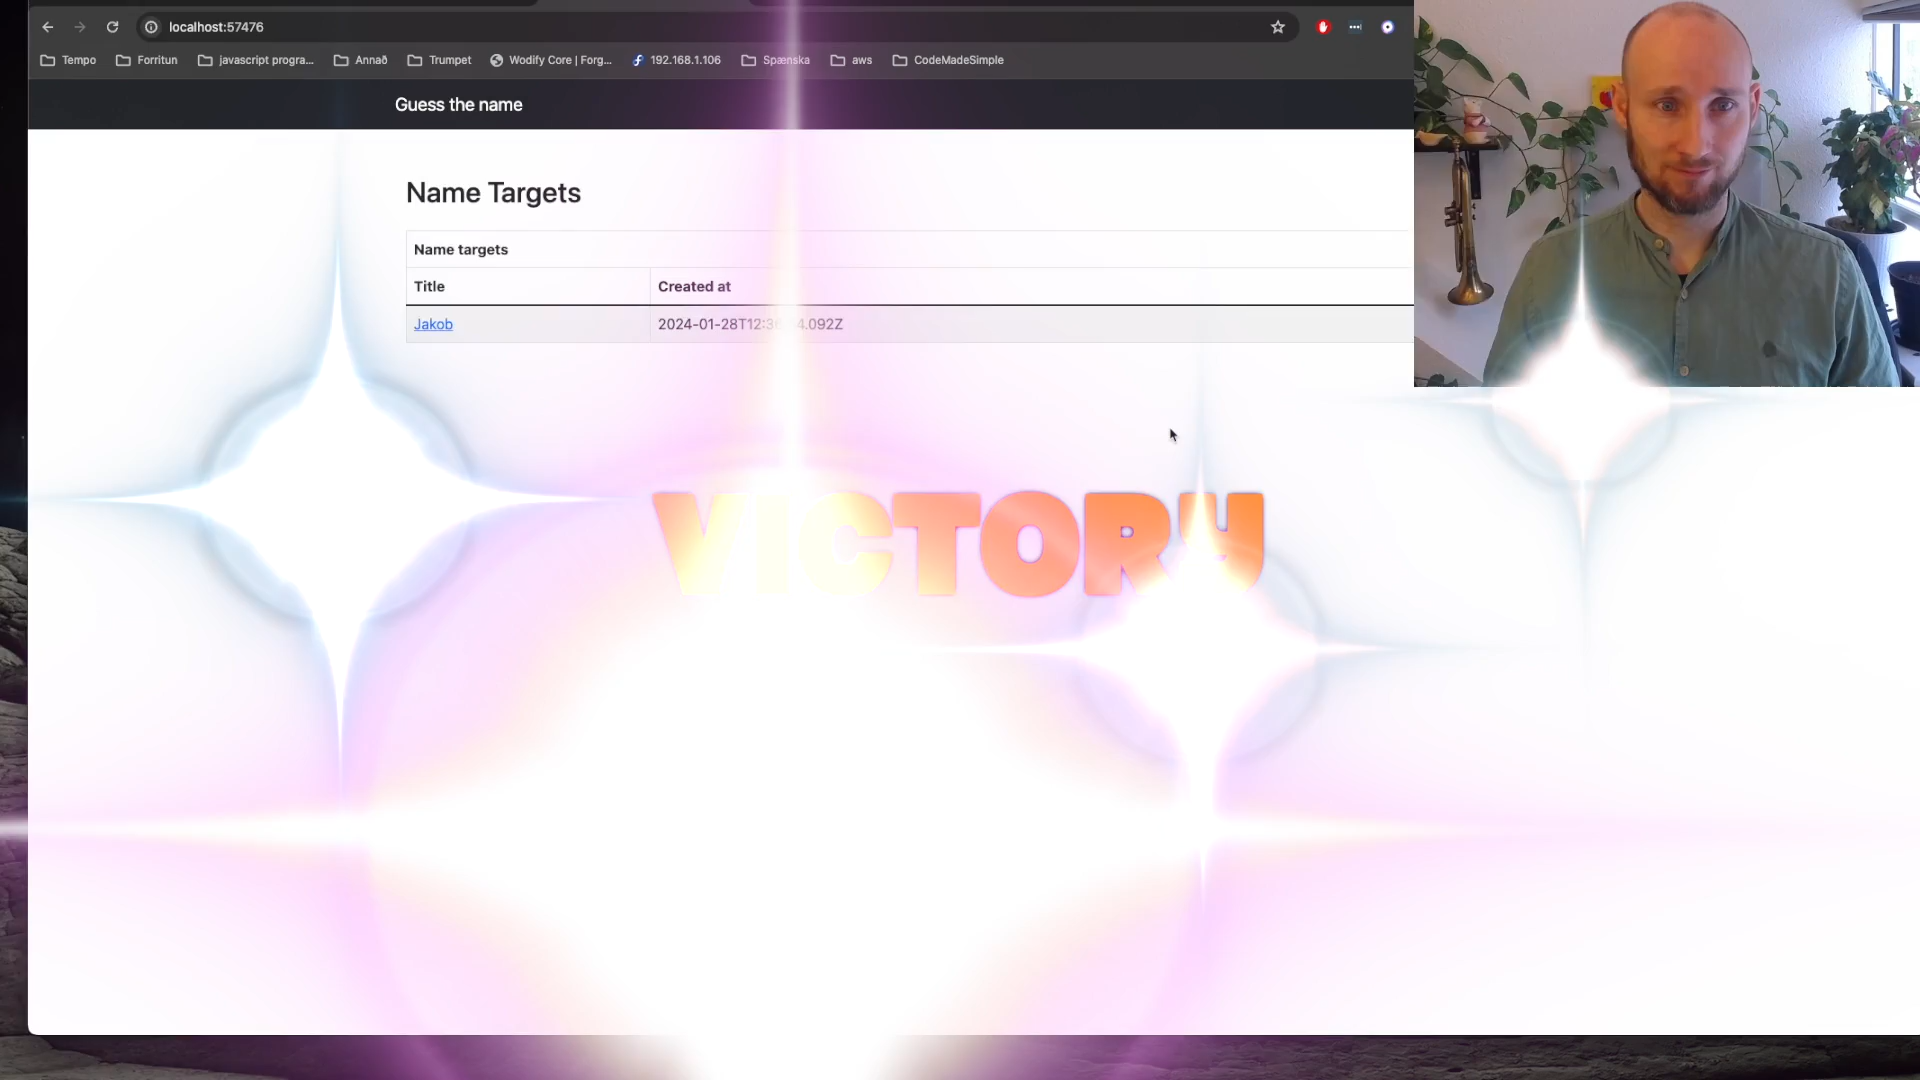 localhost:57476
Tempo
Forritun
javascript progra...
Annað
Trumpet
Wodify Core | Forg...
192.168.1.106
Spænska
aws
CodeMadeSimple
Guess the name
Name Targets
Name targets
Title Created at
Jakob
VICTORY